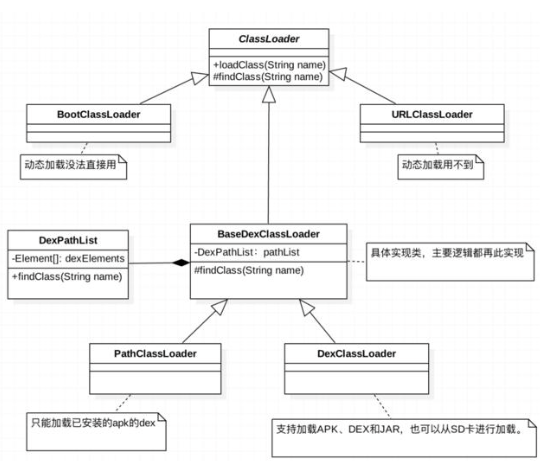 ClassLoader
+loadClass(String name)
#findClass(String name)
BootClassLoader
URLClassLoader
动态加载没法直接用
动态加载用不到
DexPathList
-Element[]: dexElements
+findClass(String name)
BaseDexClassLoader
-DexPathList：pathList
#findClass(String name)
具体实现类，主要逻辑都再此实现
PathClassLoader
DexClassLoader
只能加载已安装的apk的dex
支持加载APK、DEX和JAR，也可以从SD卡进行加载。